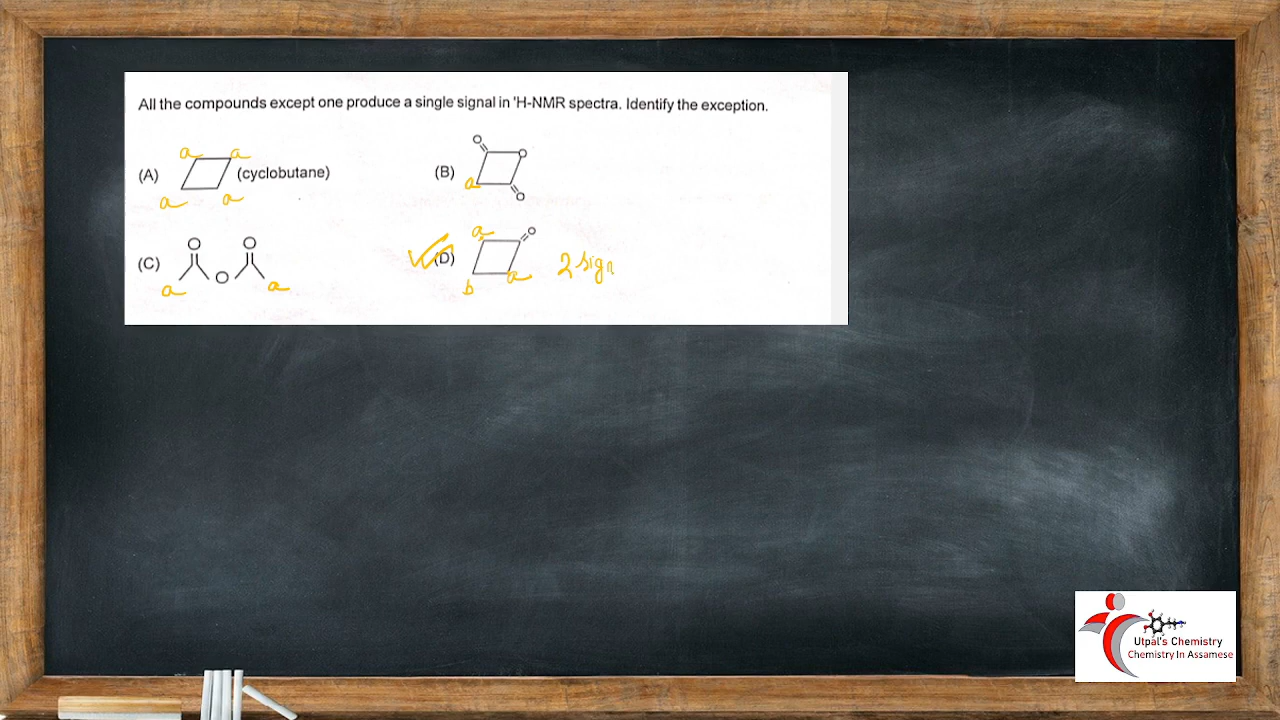 All the compounds except one produce a single signal in 'H-NMR spectra. Identify the exception.
a a
(A) (cyclobutane)
a a
O
(B) O
a
O
O O
(C)
O
a a
a O
(D) 2 sign
b a
Utpal's Chemistry
Chemistry In Assamese